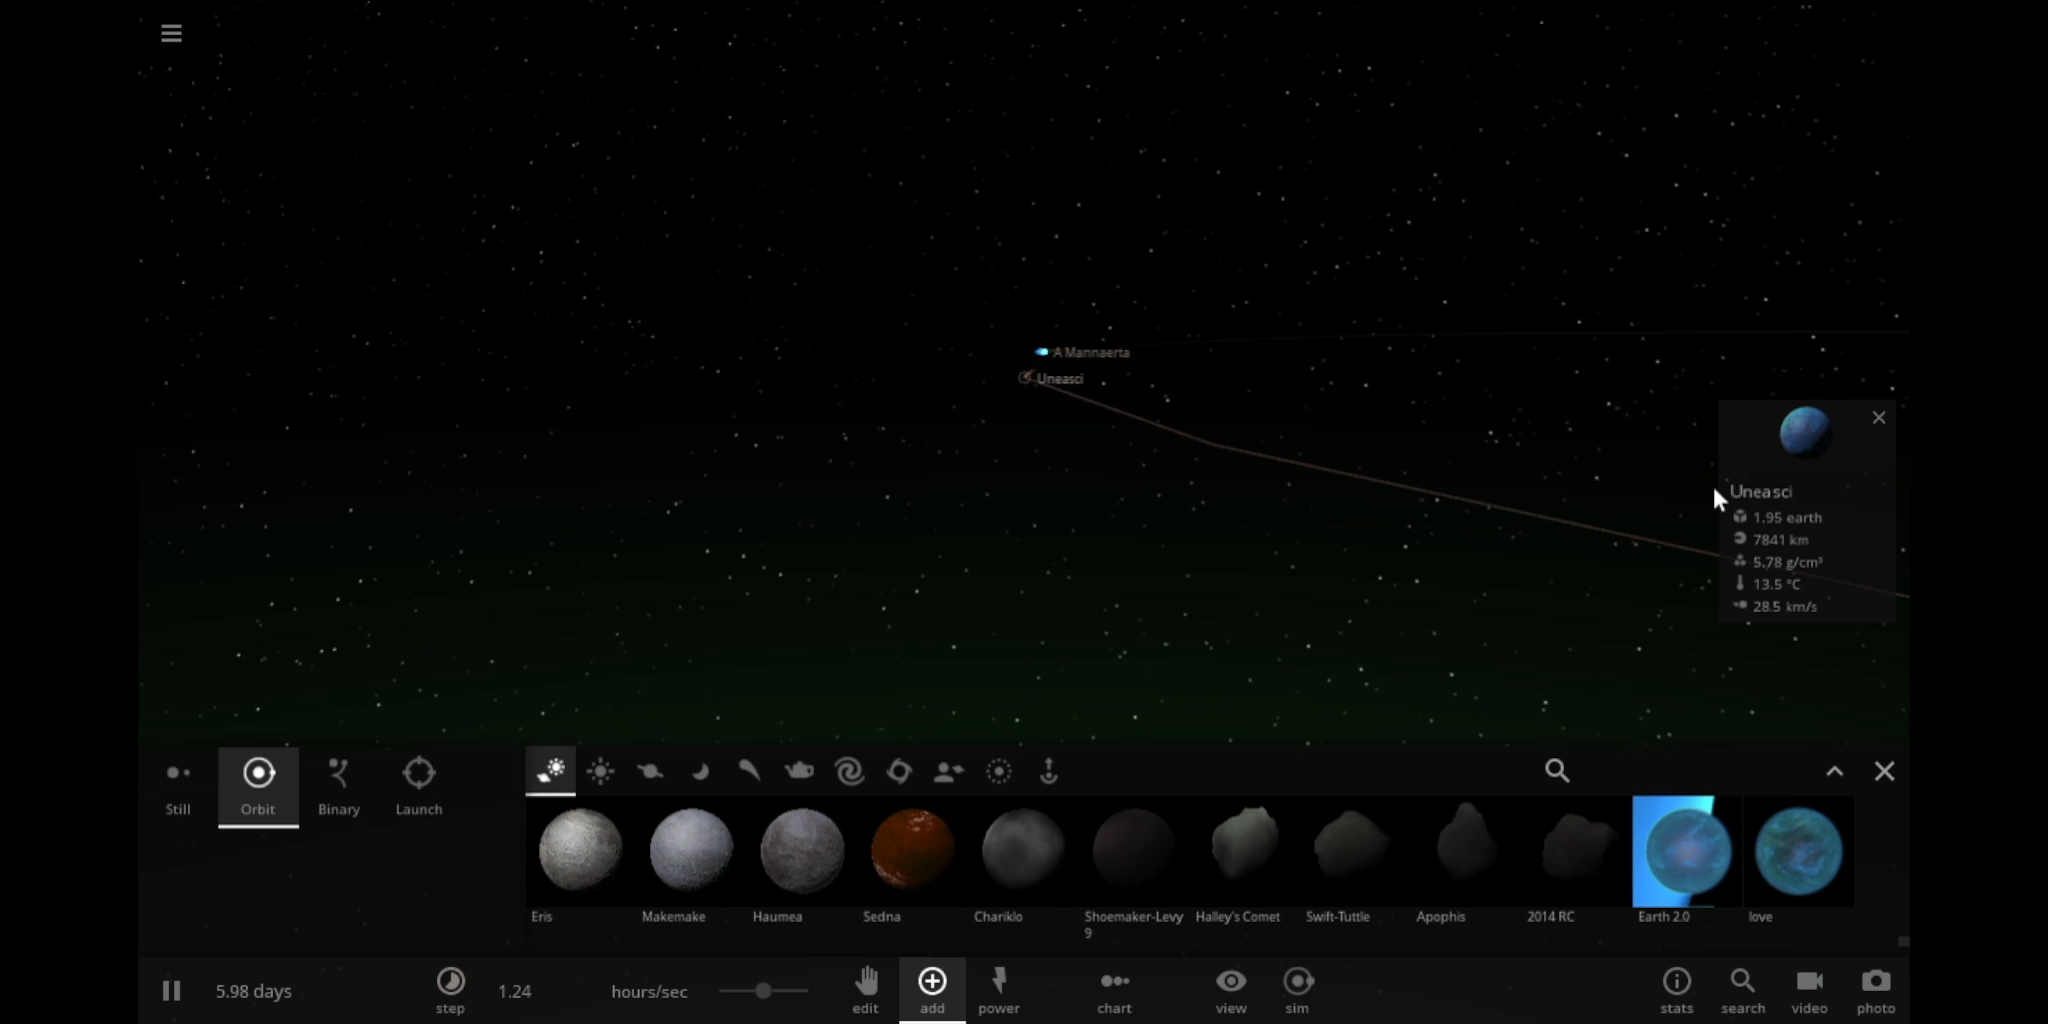 A Mannaerta
Uneasci
Uneasci
1.95 earth
7841 km
5.78 g/cm³
13.5 °C
28.5 km/s
Still
Orbit
Binary
Launch
Eris
Makemake
Haumea
Sedna
Chariklo
Shoemaker-Levy
9
Halley's Comet
Swift-Tuttle
Apophis
2014 RC
Earth 2.0
love
5.98 days
step
1.24
hours/sec
edit
add
power
chart
view
sim
stats
search
video
photo